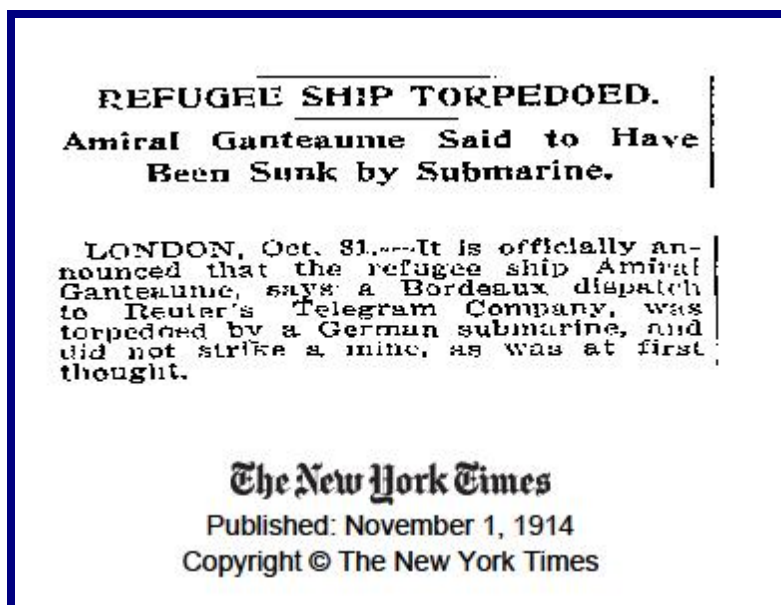 REFUGEE SHIP TORPEDOED.
Amiral Ganteaume Said to Have
Been Sunk by Submarine.
LONDON, Oct. 31.—It is officially an-
nounced that the refugee ship Amiral
Ganteaume, says a Bordeaux dispatch
to Reuter's Telegram Company, was
torpedoed by a German submarine, and
did not strike a mine, as was at first
thought.
The New York Times
Published: November 1, 1914
Copyright © The New York Times